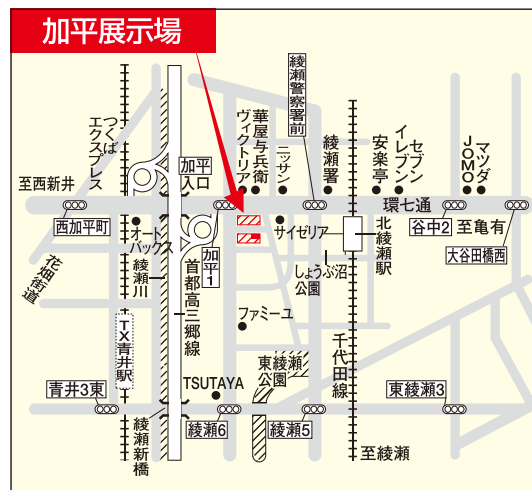 加平展示場
つくば
エクスプレス
加平
入口
ヴィクトリア
華屋与兵衛
ニッサン
綾瀬警察署前
綾瀬署
安楽亭
セブン
イレブン
JOMO
マツダ
至西新井
環七通
西加平町
オート
バックス
加平1
サイゼリア
北綾瀬駅
谷中2
至亀有
大谷田橋西
花畑街道
綾瀬川
首都高三郷線
しょうぶ沼
公園
ファミーユ
TX青井駅
千代田線
東綾瀬
公園
青井3東
TSUTAYA
綾瀬6
綾瀬5
東綾瀬3
綾瀬新橋
至綾瀬